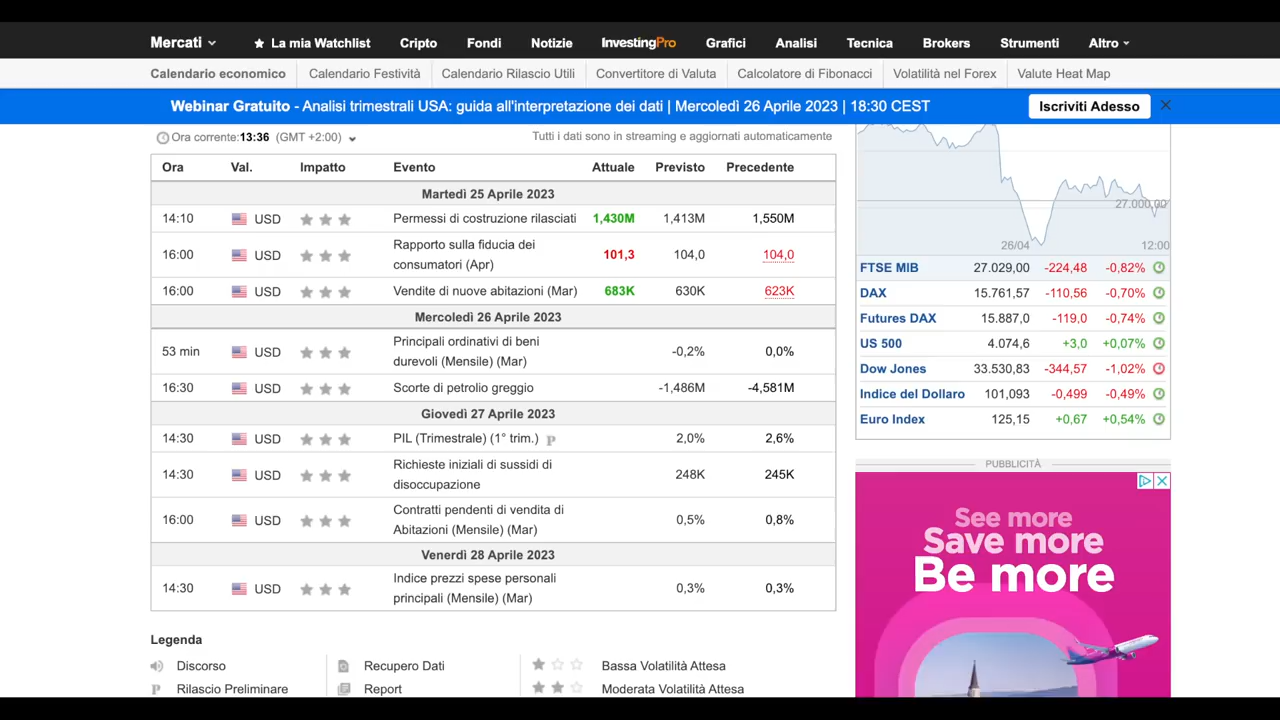 Mercati La mia Watchlist Cripto Fondi Notizie InvestingPro Grafici Analisi Tecnica Brokers Strumenti Altro
Calendario economico Calendario Festività Calendario Rilascio Utili Convertitore di Valuta Calcolatore di Fibonacci Volatilità nel Forex Valute Heat Map
Webinar Gratuito - Analisi trimestrali USA: guida all'interpretazione dei dati | Mercoledì 26 Aprile 2023 | 18:30 CEST Iscriviti Adesso
Ora corrente:13:36 (GMT +2:00) Tutti i dati sono in streaming e aggiornati automaticamente
Ora Val. Impatto Evento Attuale Previsto Precedente
Martedì 25 Aprile 2023
14:10 USD Permessi di costruzione rilasciati 1,430M 1,413M 1,550M
16:00 USD Rapporto sulla fiducia dei
consumatori (Apr) 101,3 104,0 104,0
16:00 USD Vendite di nuove abitazioni (Mar) 683K 630K 623K
Mercoledì 26 Aprile 2023
53 min USD Principali ordinativi di beni
durevoli (Mensile) (Mar) -0,2% 0,0%
16:30 USD Scorte di petrolio greggio -1,486M -4,581M
Giovedì 27 Aprile 2023
14:30 USD PIL (Trimestrale) (1° trim.) P 2,0% 2,6%
14:30 USD Richieste iniziali di sussidi di
disoccupazione 248K 245K
16:00 USD Contratti pendenti di vendita di
Abitazioni (Mensile) (Mar) 0,5% 0,8%
Venerdì 28 Aprile 2023
14:30 USD Indice prezzi spese personali
principali (Mensile) (Mar) 0,3% 0,3%
Legenda
Discorso Recupero Dati Bassa Volatilità Attesa
P Rilascio Preliminare Report Moderata Volatilità Attesa
27.000,00
26/04 12:00
FTSE MIB 27.029,00 -224,48 -0,82%
DAX 15.761,57 -110,56 -0,70%
Futures DAX 15.887,0 -119,0 -0,74%
US 500 4.074,6 +3,0 +0,07%
Dow Jones 33.530,83 -344,57 -1,02%
Indice del Dollaro 101,093 -0,499 -0,49%
Euro Index 125,15 +0,67 +0,54%
PUBBLICITÀ
See more
Save more
Be more